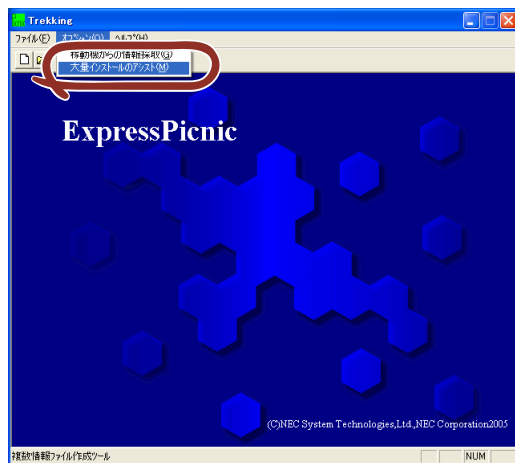 Trekking
ファイル(F) オプション(O) ヘルプ(H)
移動機からの情報採取(G)
大量インストールのアシスト(M)
ExpressPicnic
(C)NEC System Technologies,Ltd.,NEC Corporation2005
複数情報ファイル作成ツール
NUM